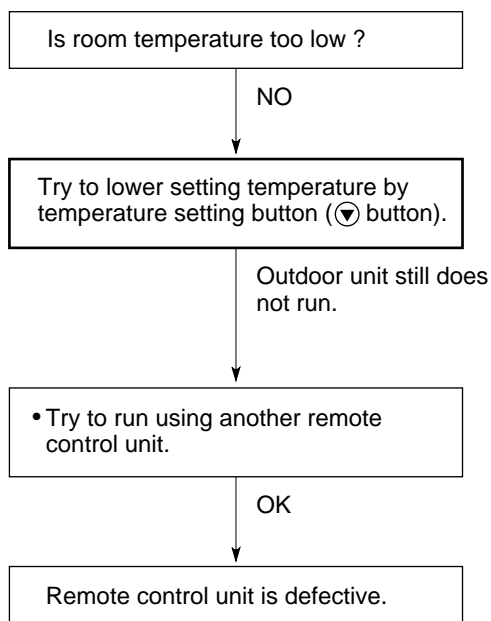 Is room temperature too low ?
NO
Try to lower setting temperature by
temperature setting button (▼ button).
Outdoor unit still does
not run.
• Try to run using another remote
control unit.
OK
Remote control unit is defective.